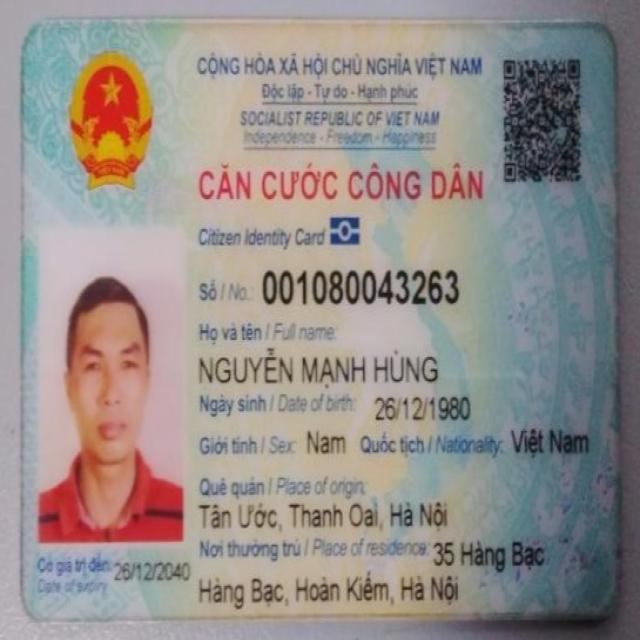 CỘNG HÒA XÃ HỘI CHỦ NGHĨA VIỆT NAM
Độc lập - Tự do - Hạnh phúc
SOCIALIST REPUBLIC OF VIET NAM
Independence - Freedom - Happiness
CĂN CƯỚC CÔNG DÂN
Citizen Identity Card
Số / No.: 001080043263
Họ và tên / Full name:
NGUYỄN MẠNH HÙNG
Ngày sinh / Date of birth: 26/12/1980
Giới tính / Sex: Nam Quốc tịch / Nationality: Việt Nam
Quê quán / Place of origin:
Tân Ước, Thanh Oai, Hà Nội
Nơi thường trú / Place of residence: 35 Hàng Bạc
Hàng Bạc, Hoàn Kiếm, Hà Nội
Có giá trị đến: 26/12/2040
Date of expiry